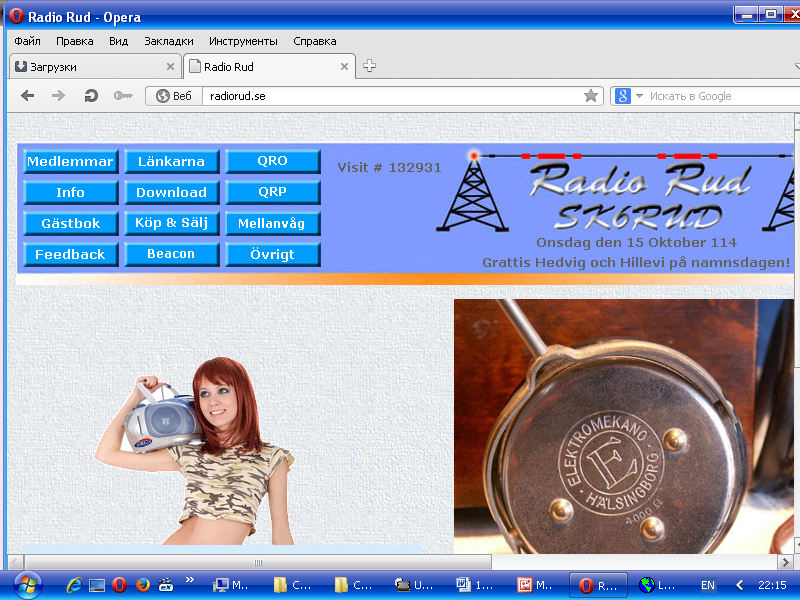 Radio Rud - Opera
Файл Правка Вид Закладки Инструменты Справка
Загрузки Radio Rud
Веб radiorud.se Искать в Google
Medlemmar Länkarna QRO
Visit # 132931
Radio Rud
Info Download QRP
SK6RUD
Gästbok Köp & Sälj Mellanvåg
Onsdag den 15 Oktober 114
Feedback Beacon Övrigt
Grattis Hedvig och Hillevi på namnsdagen!
ELEKTROMEKANO
E
HÄLSINGBORG
4000 Ω
M... C... C... U... 1... M... R... L... EN 22:15